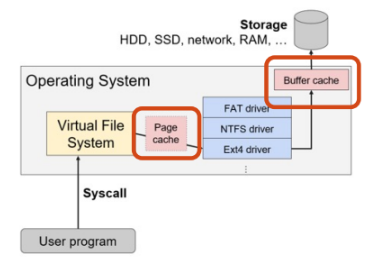 Storage
HDD, SSD, network, RAM, ...
Operating System
Buffer cache
Virtual File
System
Page
cache
FAT driver
NTFS driver
Ext4 driver
⋮
Syscall
User program